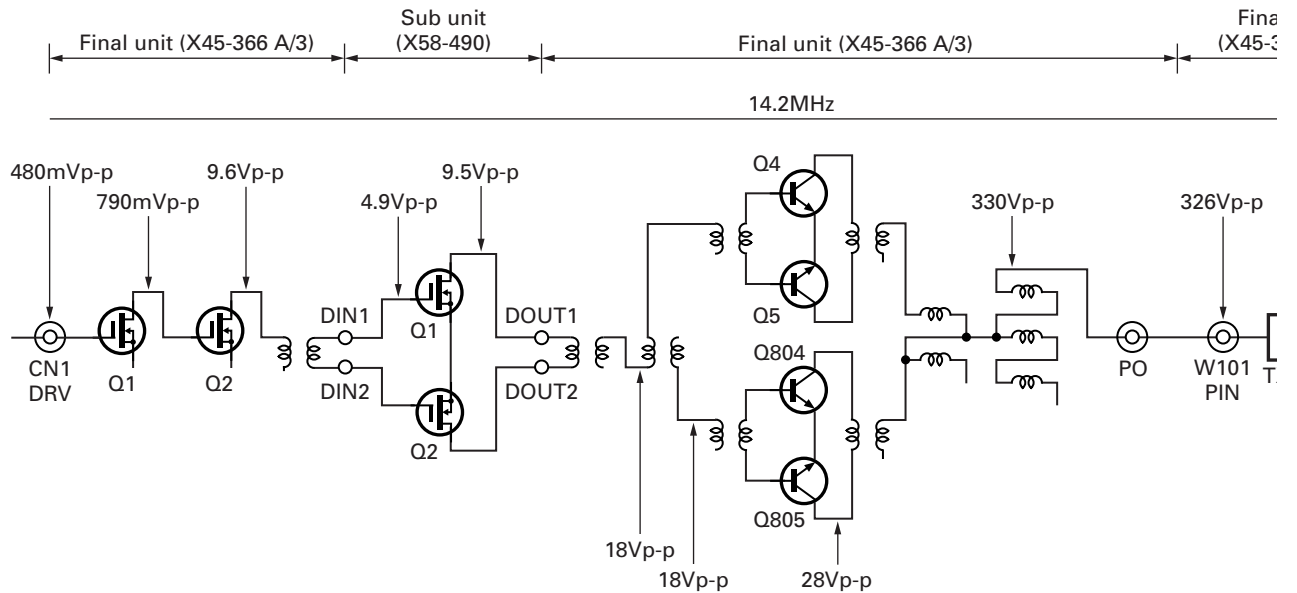 Sub unit
Final unit (X45-366 A/3)
(X58-490)
Final unit (X45-366 A/3)
14.2MHz
480mVp-p
9.6Vp-p
9.5Vp-p
790mVp-p
4.9Vp-p
Q4
330Vp-p
326Vp-p
DIN1
Q1
DOUT1
Q5
CN1
DRV
Q1
Q2
DIN2
DOUT2
Q804
PO
W101
PIN
Q2
Q805
18Vp-p
18Vp-p
28Vp-p